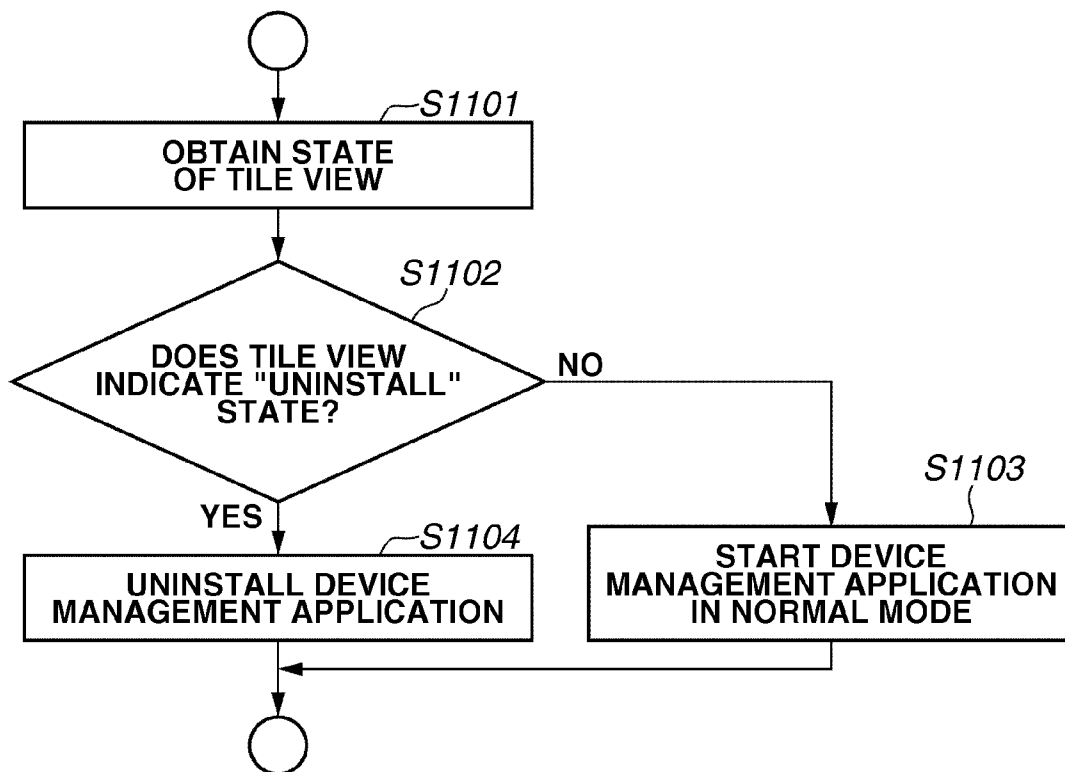 S1101
OBTAIN STATE
OF TILE VIEW
S1102
DOES TILE VIEW
INDICATE "UNINSTALL"
STATE?
NO
YES
S1104
UNINSTALL DEVICE
MANAGEMENT APPLICATION
S1103
START DEVICE
MANAGEMENT APPLICATION
IN NORMAL MODE